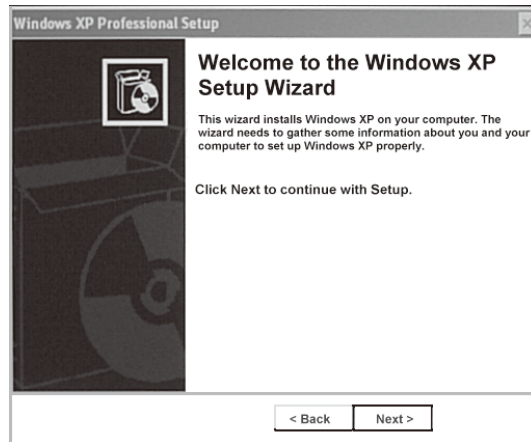 Windows XP Professional Setup
Welcome to the Windows XP
Setup Wizard
This wizard installs Windows XP on your computer. The
wizard needs to gather some information about you and your
computer to set up Windows XP properly.
Click Next to continue with Setup.
< Back
Next >